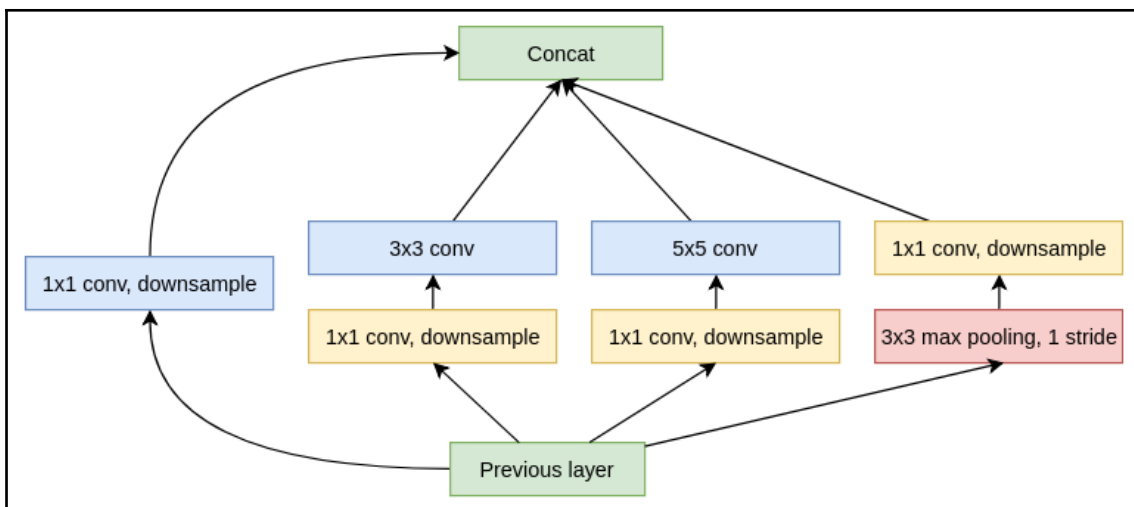 Concat
3x3 conv
5x5 conv
1x1 conv, downsample
1x1 conv, downsample
1x1 conv, downsample
1x1 conv, downsample
3x3 max pooling, 1 stride
Previous layer